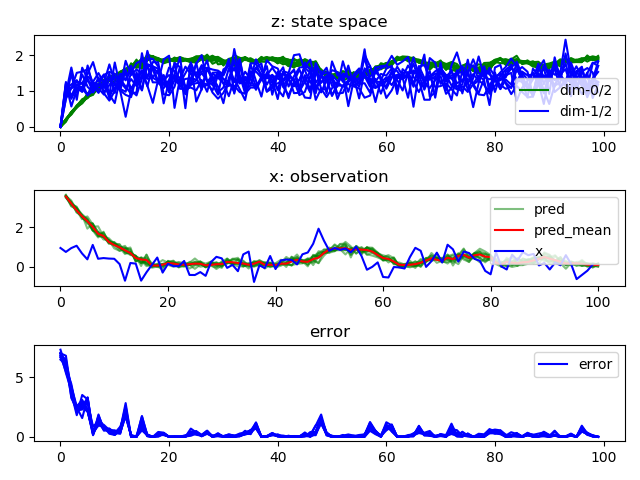 z: state space
2
1
0
dim-0/2
dim-1/2
0 20 40 60 80 100
x: observation
2
0
pred
pred_mean
x
0 20 40 60 80 100
error
5
0
error
0 20 40 60 80 100